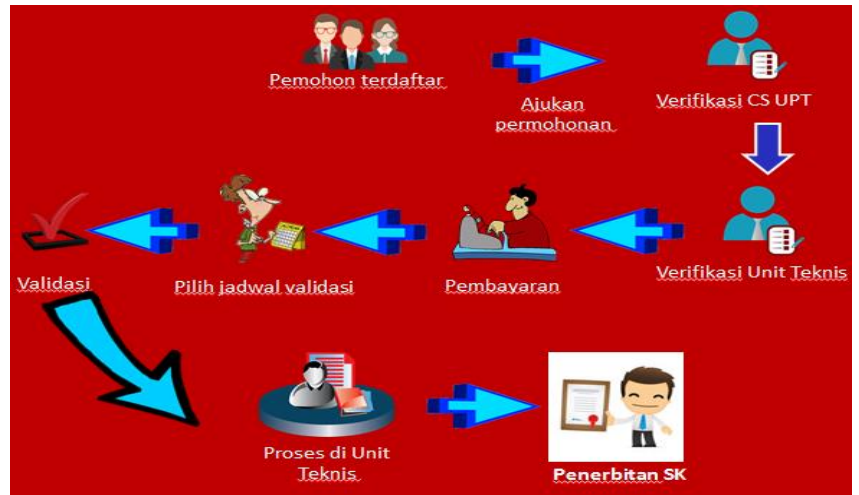 Pemohon terdaftar
Ajukan
permohonan
Verifikasi CS UPT
Verifikasi Unit Teknis
Pembayaran
Pilih jadwal validasi
Validasi
Proses di Unit
Teknis
Penerbitan SK